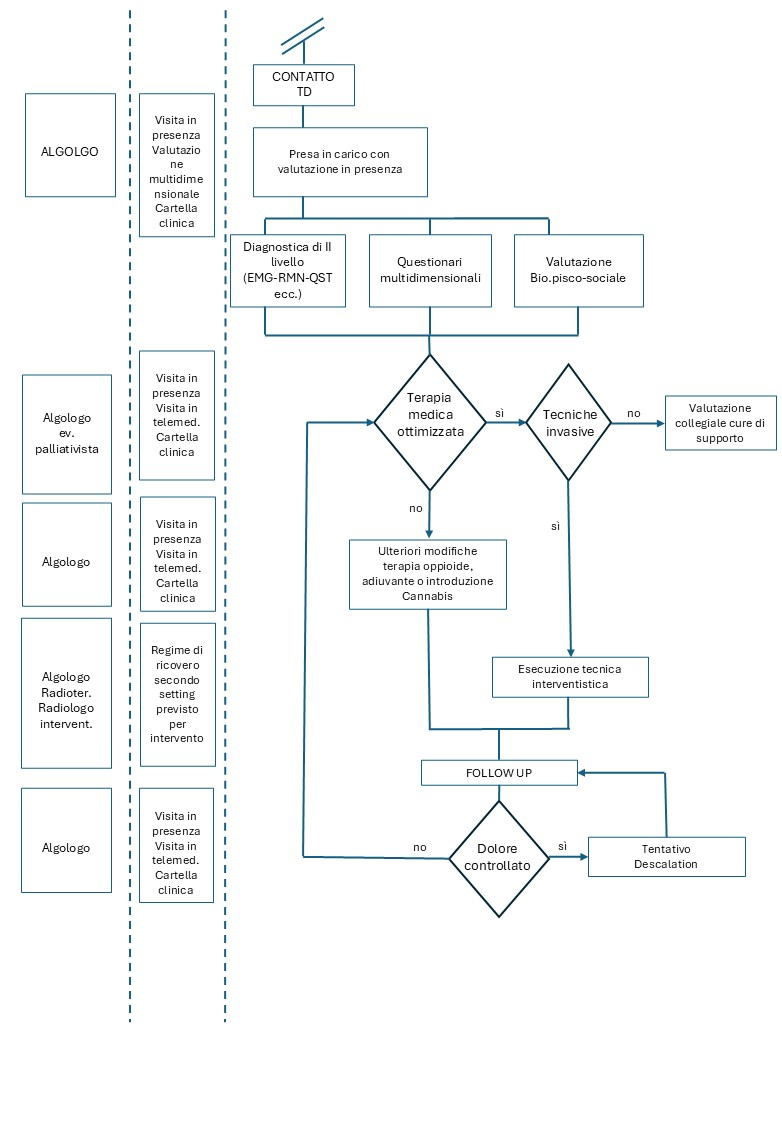 CONTATTO
TD
ALGOLGO
Visita in
presenza
Valutazio
ne
multidime
nsionale
Cartella
clinica
Presa in carico con
valutazione in presenza
Diagnostica di II
livello
(EMG-RMN-QST
ecc.)
Questionari
multidimensionali
Valutazione
Bio.pisco-sociale
Algologo
ev.
palliativista
Visita in
presenza
Visita in
telemed.
Cartella
clinica
Terapia
medica
ottimizzata
sì
Tecniche
invasive
no
Valutazione
collegiale cure di
supporto
no
sì
Algologo
Visita in
presenza
Visita in
telemed.
Cartella
clinica
Ulteriori modifiche
terapia oppioide,
adiuvante o introduzione
Cannabis
Algologo
Radioter.
Radiologo
intervent.
Regime di
ricovero
secondo
setting
previsto
per
intervento
Esecuzione tecnica
interventistica
FOLLOW UP
Algologo
Visita in
presenza
Visita in
telemed.
Cartella
clinica
no
Dolore
controllato
sì
Tentativo
Descalation